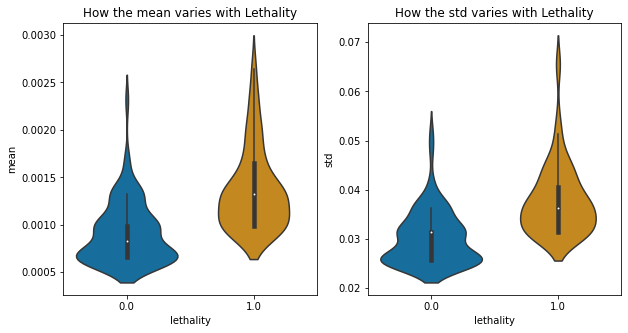 How the mean varies with Lethality
mean
0.0030
0.0025
0.0020
0.0015
0.0010
0.0005
0.0 1.0
lethality
How the std varies with Lethality
std
0.07
0.06
0.05
0.04
0.03
0.02
0.0 1.0
lethality